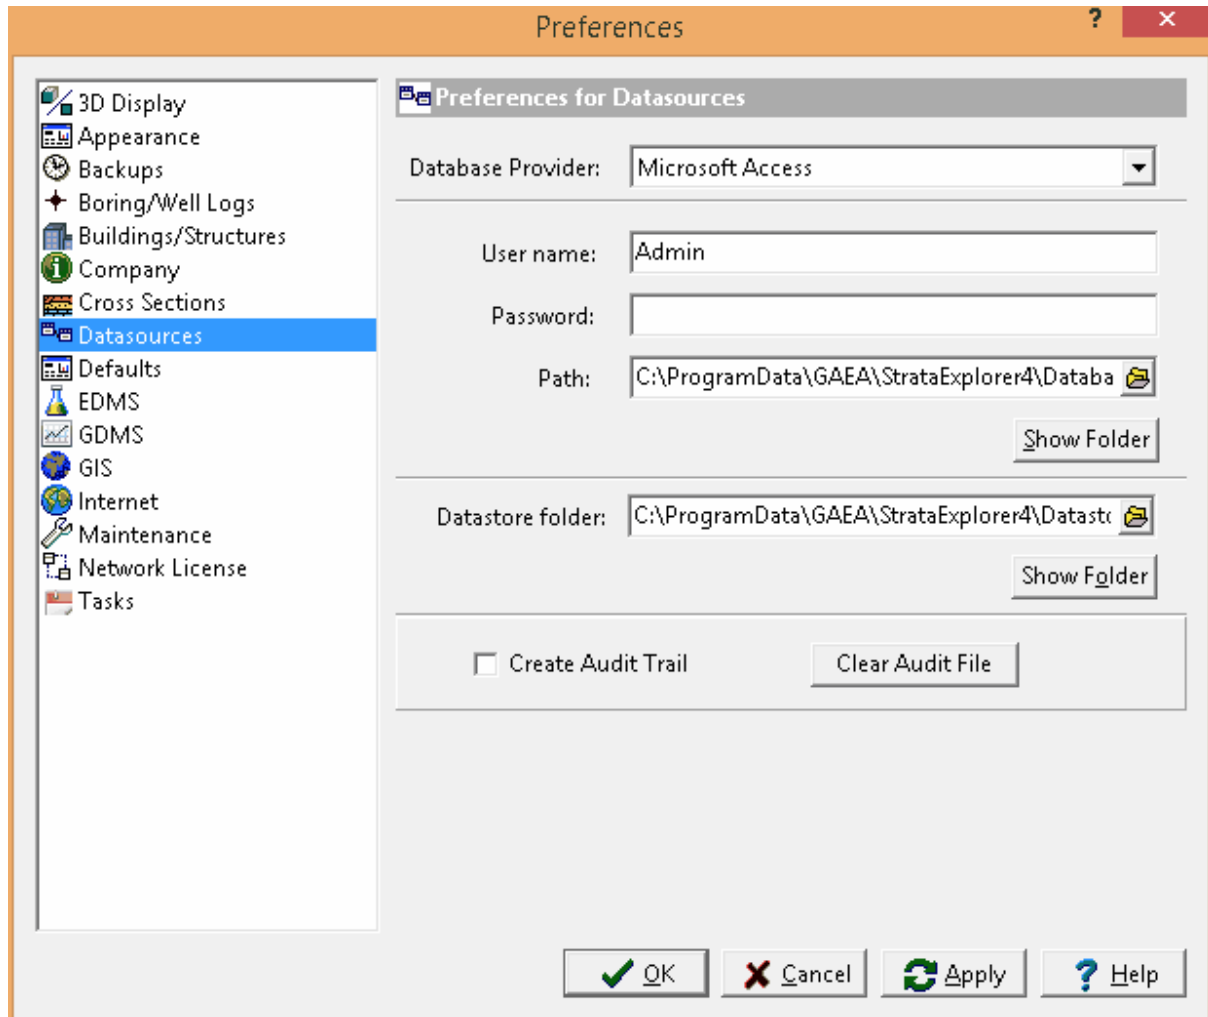 Preferences
?
3D Display
Appearance
Backups
Boring/Well Logs
Buildings/Structures
Company
Cross Sections
Datasources
Defaults
EDMS
GDMS
GIS
Internet
Maintenance
Network License
Tasks
Preferences for Datasources
Database Provider: Microsoft Access
User name: Admin
Password:
Path: C:\ProgramData\GAEA\StrataExplorer4\Databa
Show Folder
Datastore folder: C:\ProgramData\GAEA\StrataExplorer4\Datast
Show Folder
Create Audit Trail Clear Audit File
OK Cancel Apply ? Help